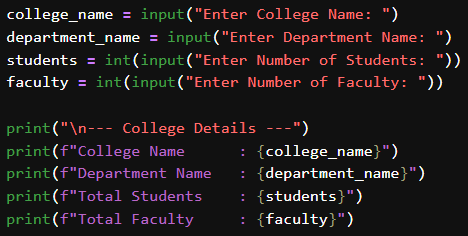 college_name = input("Enter College Name: ")
department_name = input("Enter Department Name: ")
students = int(input("Enter Number of Students: "))
faculty = int(input("Enter Number of Faculty: "))
print("\n--- College Details ---")
print(f"College Name      : {college_name}")
print(f"Department Name   : {department_name}")
print(f"Total Students    : {students}")
print(f"Total Faculty     : {faculty}")